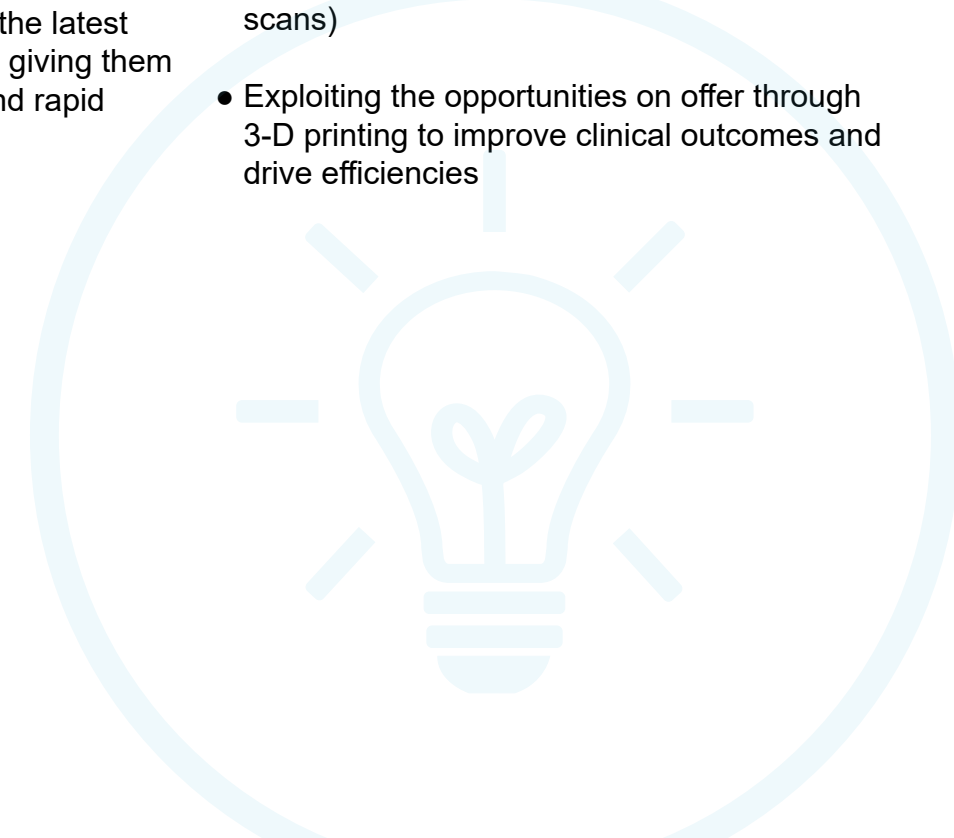 the latest
giving them
nd rapid
scans)
● Exploiting the opportunities on offer through
3-D printing to improve clinical outcomes and
drive efficiencies